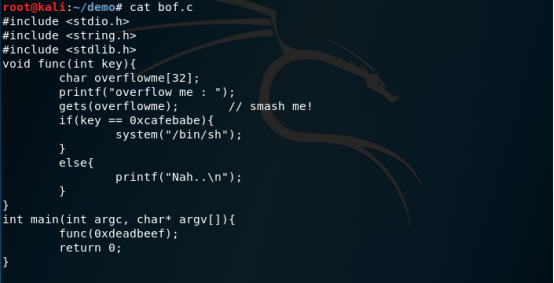 root@kali:~/demo# cat bof.c
#include <stdio.h>
#include <string.h>
#include <stdlib.h>
void func(int key){
        char overflowme[32];
        printf("overflow me : ");
        gets(overflowme);       // smash me!
        if(key == 0xcafebabe){
                system("/bin/sh");
        }
        else{
                printf("Nah..\n");
        }
}
int main(int argc, char* argv[]){
        func(0xdeadbeef);
        return 0;
}